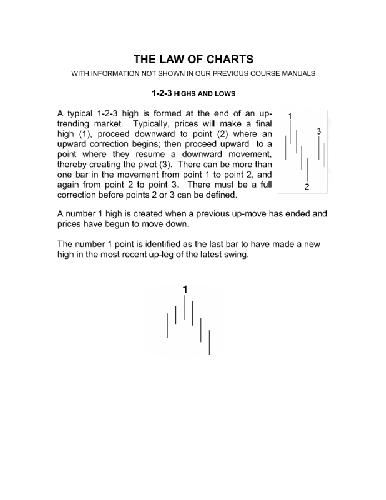 THE LAW OF CHARTS
WITH INFORMATION NOT SHOWN IN OUR PREVIOUS COURSE MANUALS
1-2-3 HIGHS AND LOWS
A typical 1-2-3 high is formed at the end of an up-
trending market. Typically, prices will make a final
high (1), proceed downward to point (2) where an
upward correction begins; then proceed upward to a
point where they resume a downward movement,
thereby creating the pivot (3). There can be more than
one bar in the movement from point 1 to point 2, and
again from point 2 to point 3. There must be a full
correction before points 2 or 3 can be defined.
1
3
2
A number 1 high is created when a previous up-move has ended and
prices have begun to move down.
The number 1 point is identified as the last bar to have made a new
high in the most recent up-leg of the latest swing.
1